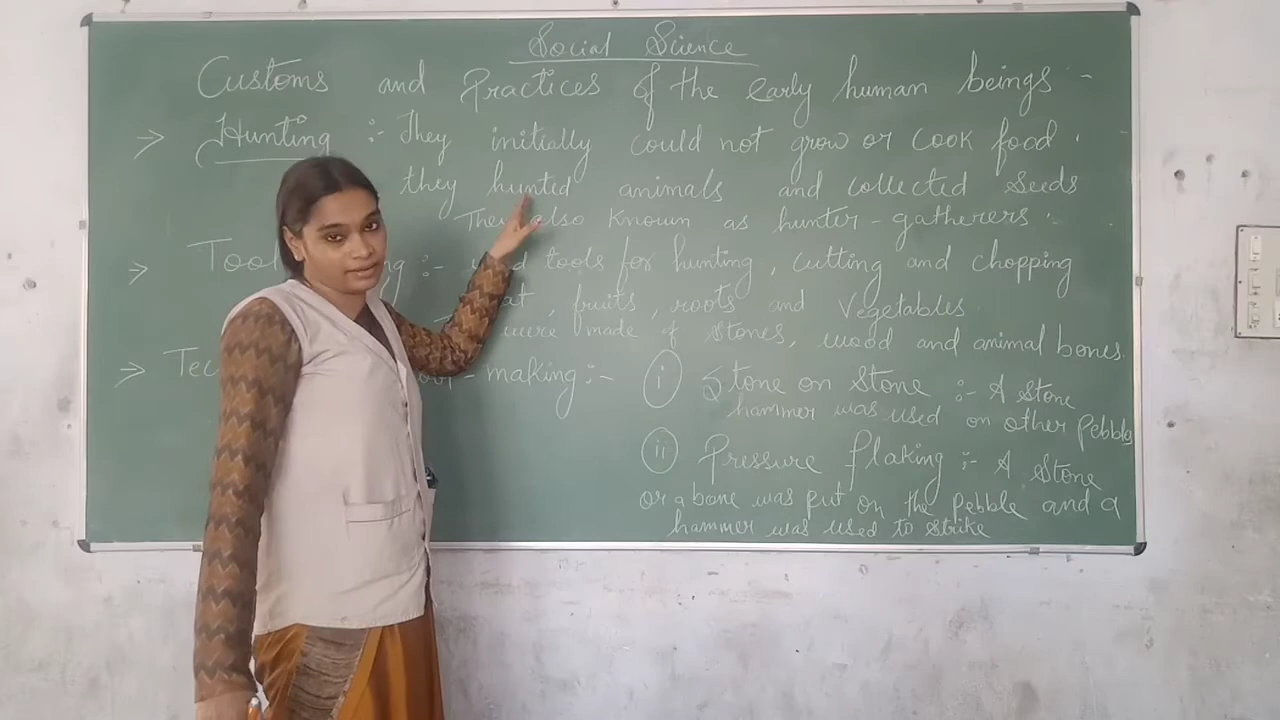 Social Science
Customs and Practices of the early human beings :-
> Hunting :- They initially could not grow or cook food.
they hunted animals and collected seeds
They also known as hunter-gatherers.
Tool :- used tools for hunting, cutting and chopping
, fruits, roots and vegetables.
were made of stones, wood and animal bones.
> Tec tool-making :- (i) Stone on Stone :- A stone
hammer was used on other Pebble
(ii) Pressure flaking :- A stone
or a bone was put on the Pebble and a
hammer was used to strike